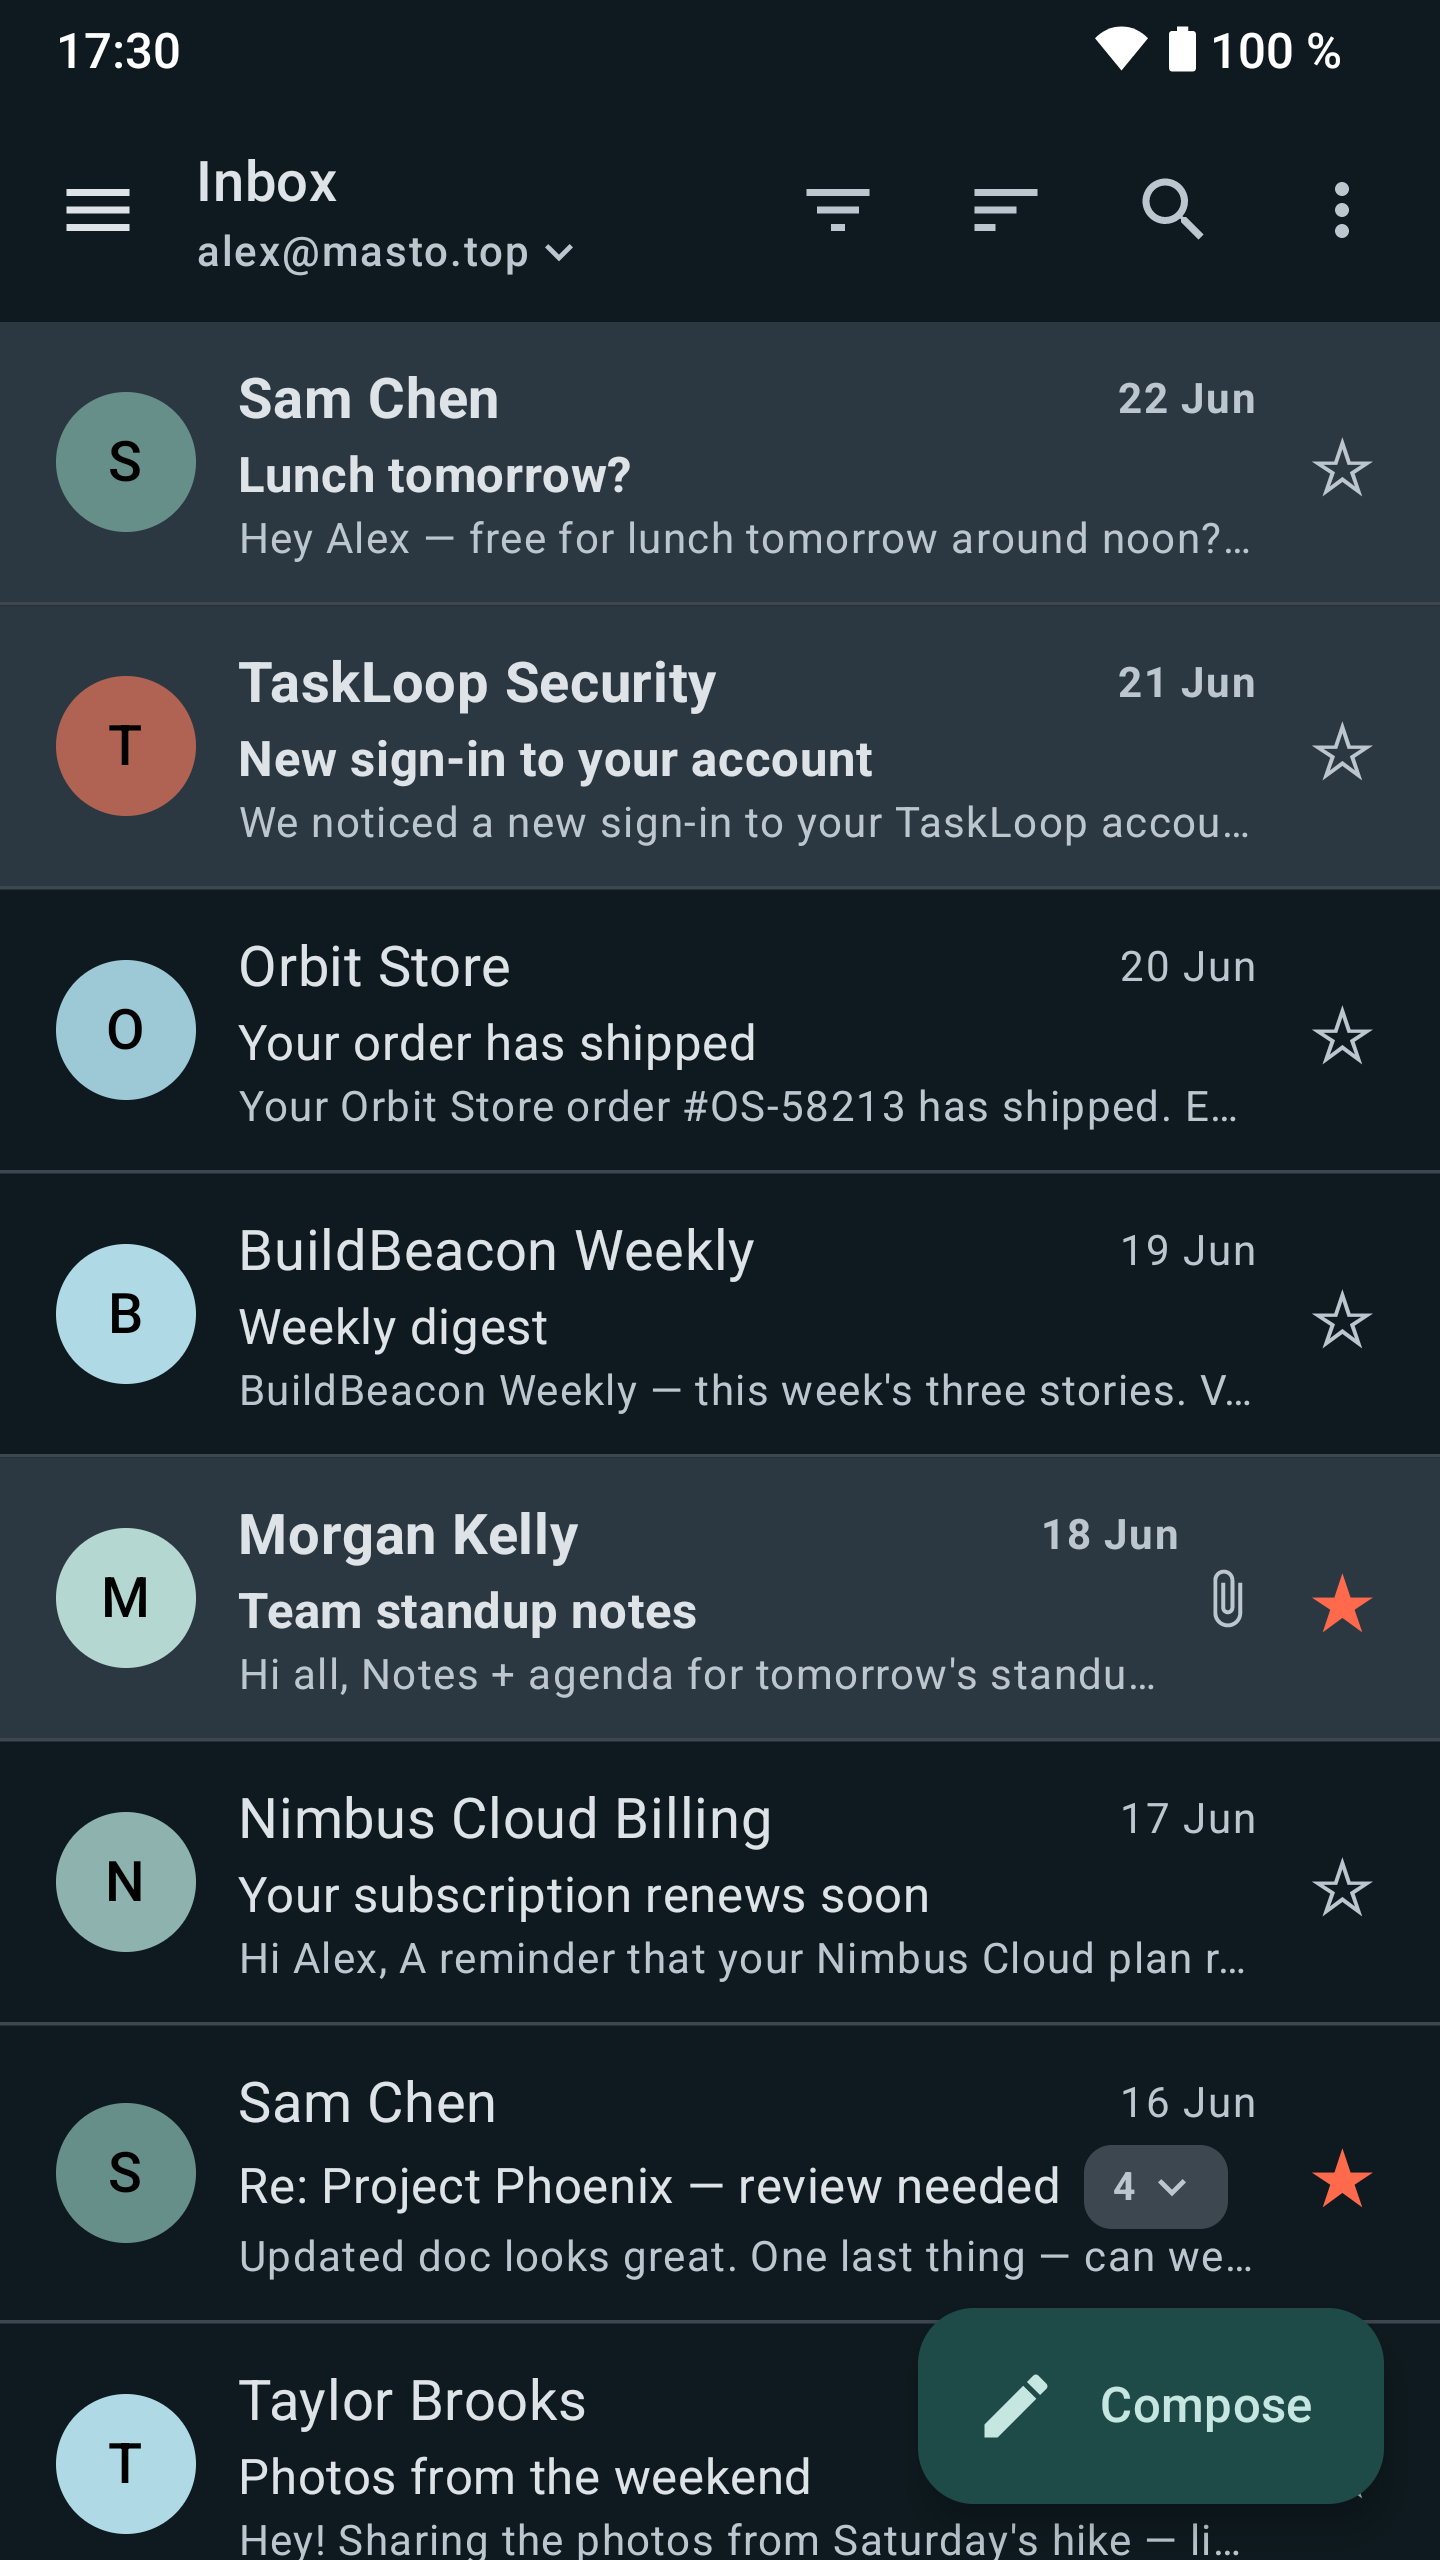 17:30
100 %
Inbox
alex@masto.top
S
Sam Chen
22 Jun
Lunch tomorrow?
Hey Alex — free for lunch tomorrow around noon?…
T
TaskLoop Security
21 Jun
New sign-in to your account
We noticed a new sign-in to your TaskLoop accou…
O
Orbit Store
20 Jun
Your order has shipped
Your Orbit Store order #OS-58213 has shipped. E…
B
BuildBeacon Weekly
19 Jun
Weekly digest
BuildBeacon Weekly — this week's three stories. V…
M
Morgan Kelly
18 Jun
Team standup notes
Hi all, Notes + agenda for tomorrow's standu…
N
Nimbus Cloud Billing
17 Jun
Your subscription renews soon
Hi Alex, A reminder that your Nimbus Cloud plan r…
S
Sam Chen
16 Jun
Re: Project Phoenix — review needed
4
Updated doc looks great. One last thing — can we…
T
Taylor Brooks
Photos from the weekend
Hey! Sharing the photos from Saturday's hike — li…
Compose